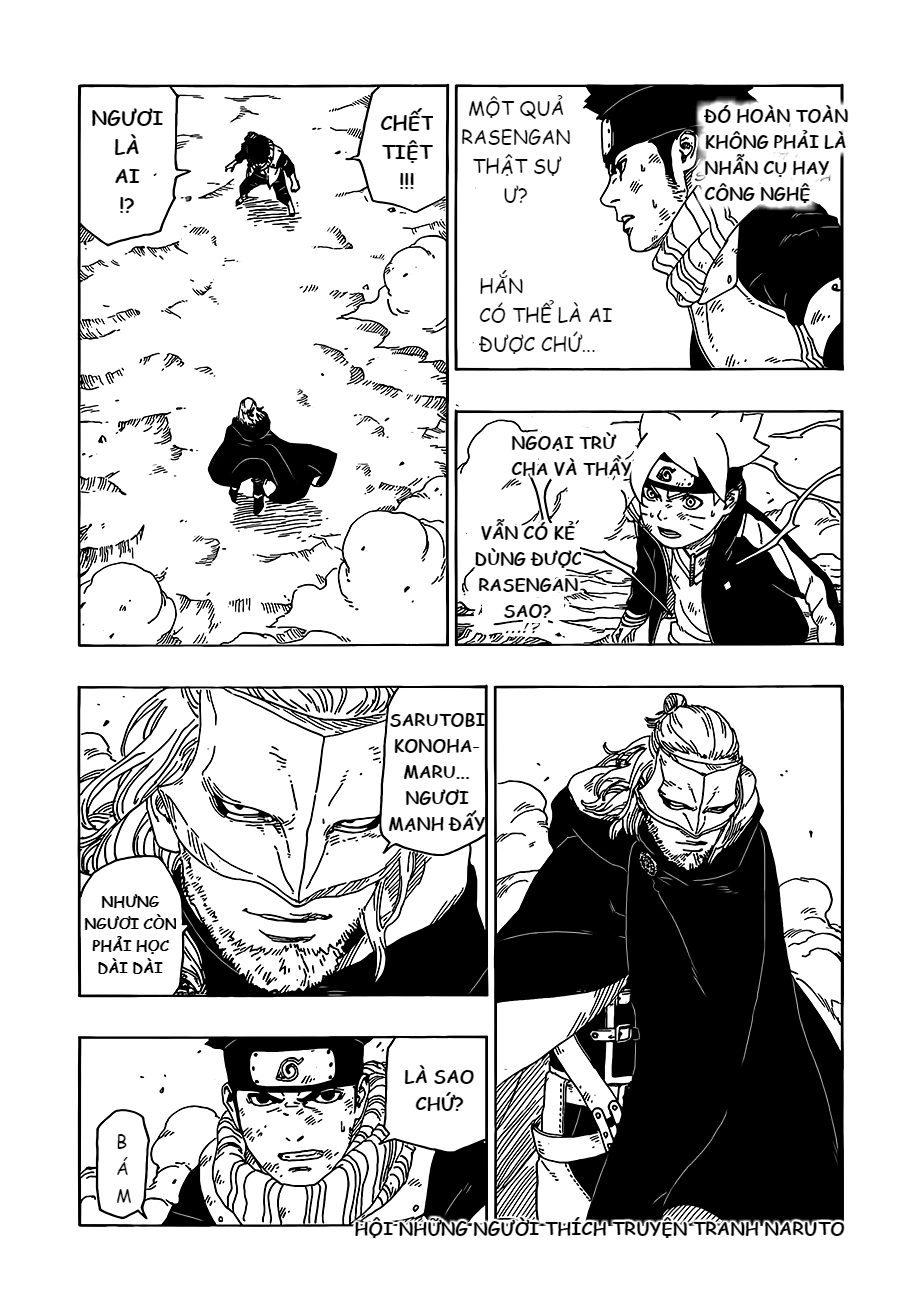 MỘT QUẢ
RASENGAN
THẬT SỰ
Ư?
ĐÓ HOÀN TOÀN
KHÔNG PHẢI LÀ
NHẪN CỤ HAY
CÔNG NGHỆ
HẮN
CÓ THỂ LÀ AI
ĐƯỢC CHỨ...
CHẾT
TIỆT
!!!
NGƯƠI
LÀ
AI
!?
NGOẠI TRỪ
CHA VÀ THẦY
VẪN CÓ KẺ
DÙNG ĐƯỢC
RASENGAN
SAO?
....!?
SARUTOBI
KONOHA-
MARU...
NGƯƠI
MẠNH ĐẤY
NHƯNG
NGƯƠI CÒN
PHẢI HỌC
DÀI DÀI
LÀ SAO
CHỨ?
B
Á
M
HỘI NHỮNG NGƯỜI THÍCH TRUYỆN TRANH NARUTO